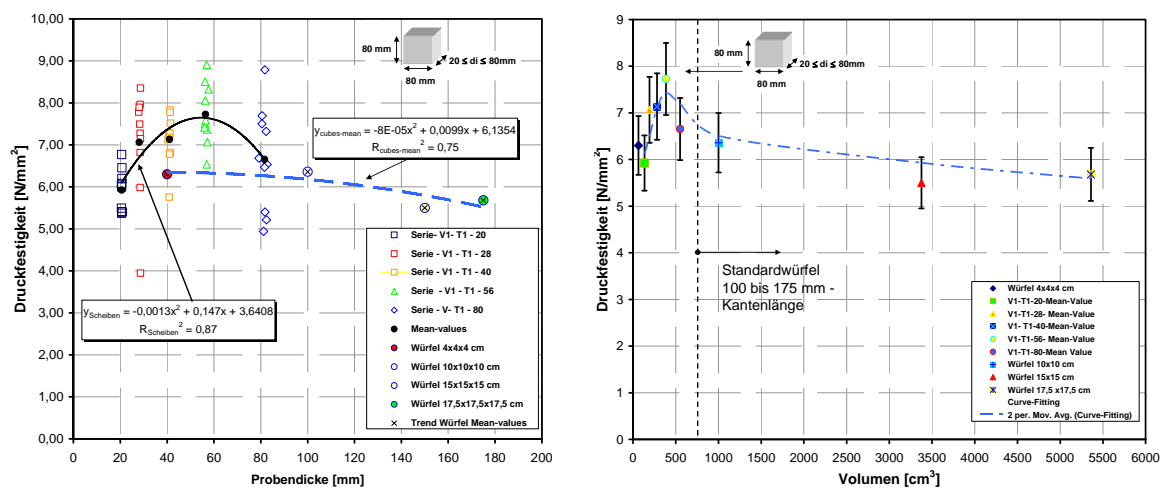 10,00
9,00
8,00
7,00
6,00
5,00
4,00
3,00
2,00
1,00
0,00
Druckfestigkeit [N/mm²]
0 20 40 60 80 100 120 140 160 180 200
Probendicke [mm]
80 mm
20 ≤ di ≤ 80mm
80 mm
y cubes-mean = -8E-05x² + 0,0099x + 6,1354
R cubes-mean² = 0,75
yScheiben = -0,0013x² + 0,147x + 3,6408
RScheiben² = 0,87
Serie- V1- T1 - 20
Serie - V1 - T1 - 28
Serie - V1 - T1 - 40
Serie - V1 - T1 - 56
Serie - V- T1 - 80
Mean-values
Würfel 4x4x4 cm
Würfel 10x10x10 cm
Würfel 15x15x15 cm
Würfel 17,5x17,5x17,5 cm
Trend Würfel Mean-values
9
8
7
6
5
4
3
2
1
0
Druckfestigkeit [N/mm²]
0 500 1000 1500 2000 2500 3000 3500 4000 4500 5000 5500 6000
Volumen [cm³]
80 mm
20 ≤ di ≤ 80mm
80 mm
Standardwürfel
100 bis 175 mm -
Kantenlänge
Würfel 4x4x4 cm
V1-T1-20-Mean-Value
V1-T1-28- Mean-Value
V1- T1-40-Mean-Value
V1-T1-56- Mean-Value
V1-T1-80-Mean Value
Würfel 10x10 cm
Würfel 15x15 cm
Würfel 17,5 x17,5 cm
Curve-Fitting
2 per. Mov. Avg. (Curve-Fitting)